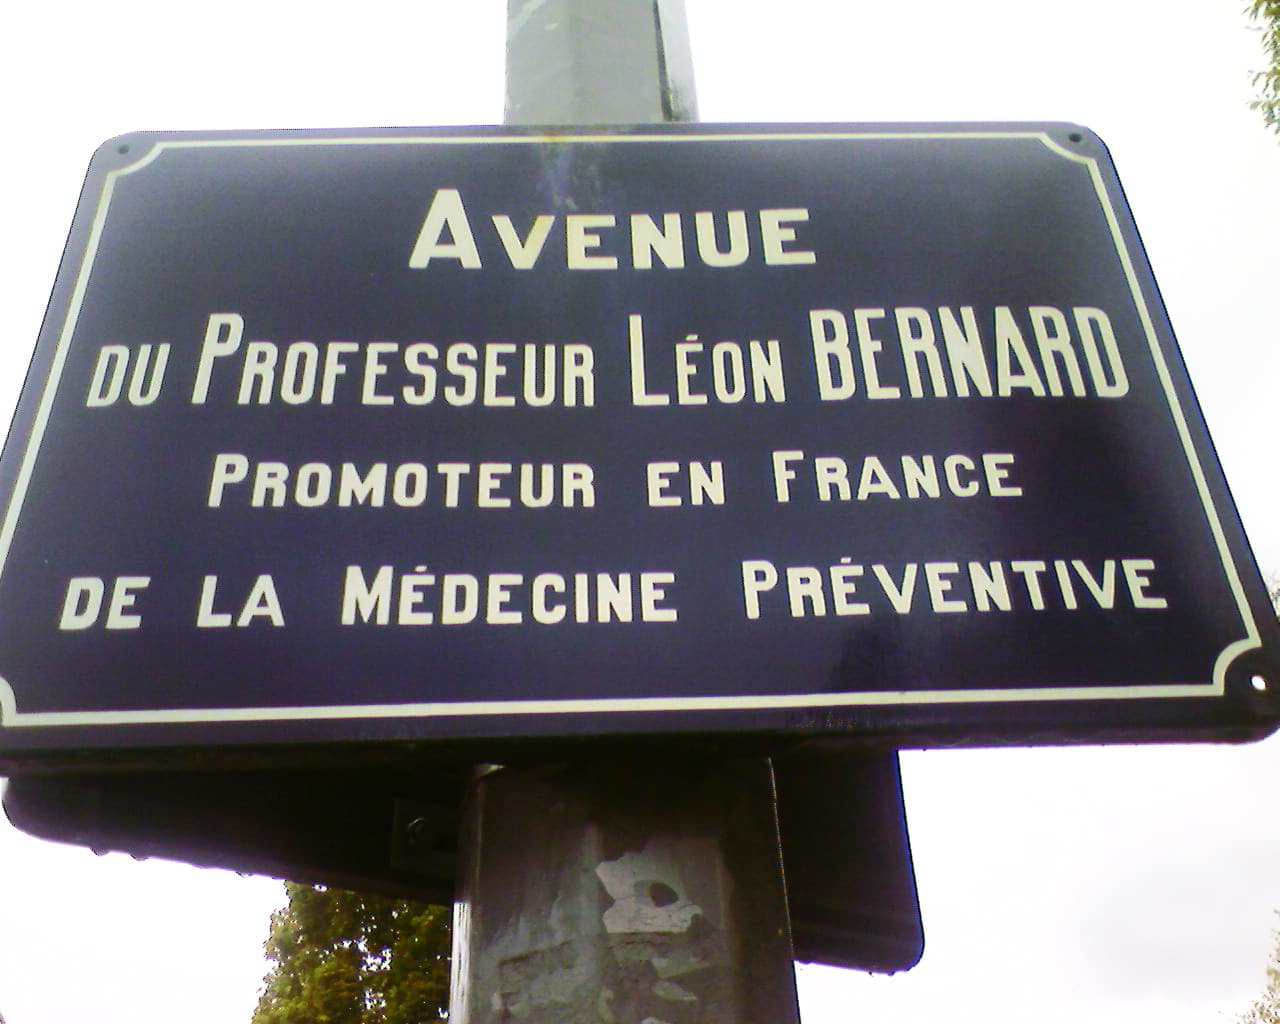 AVENUE
DU PROFESSEUR LÉON BERNARD
PROMOTEUR EN FRANCE
DE LA MÉDECINE PRÉVENTIVE